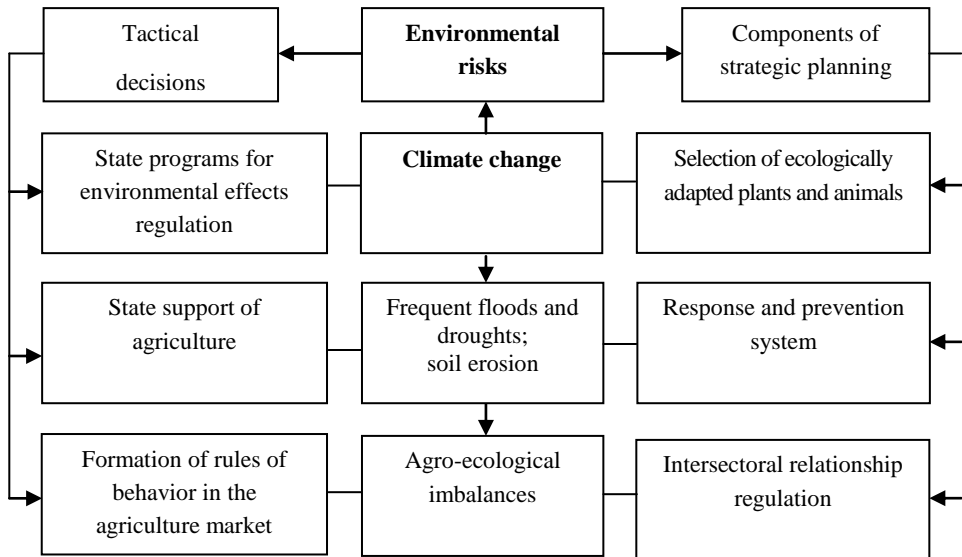 Tactical
decisions
Environmental
risks
Components of
strategic planning
State programs for
environmental effects
regulation
Climate change
Selection of ecologically
adapted plants and animals
State support of
agriculture
Frequent floods and
droughts;
soil erosion
Response and prevention
system
Formation of rules of
behavior in the
agriculture market
Agro-ecological
imbalances
Intersectoral relationship
regulation